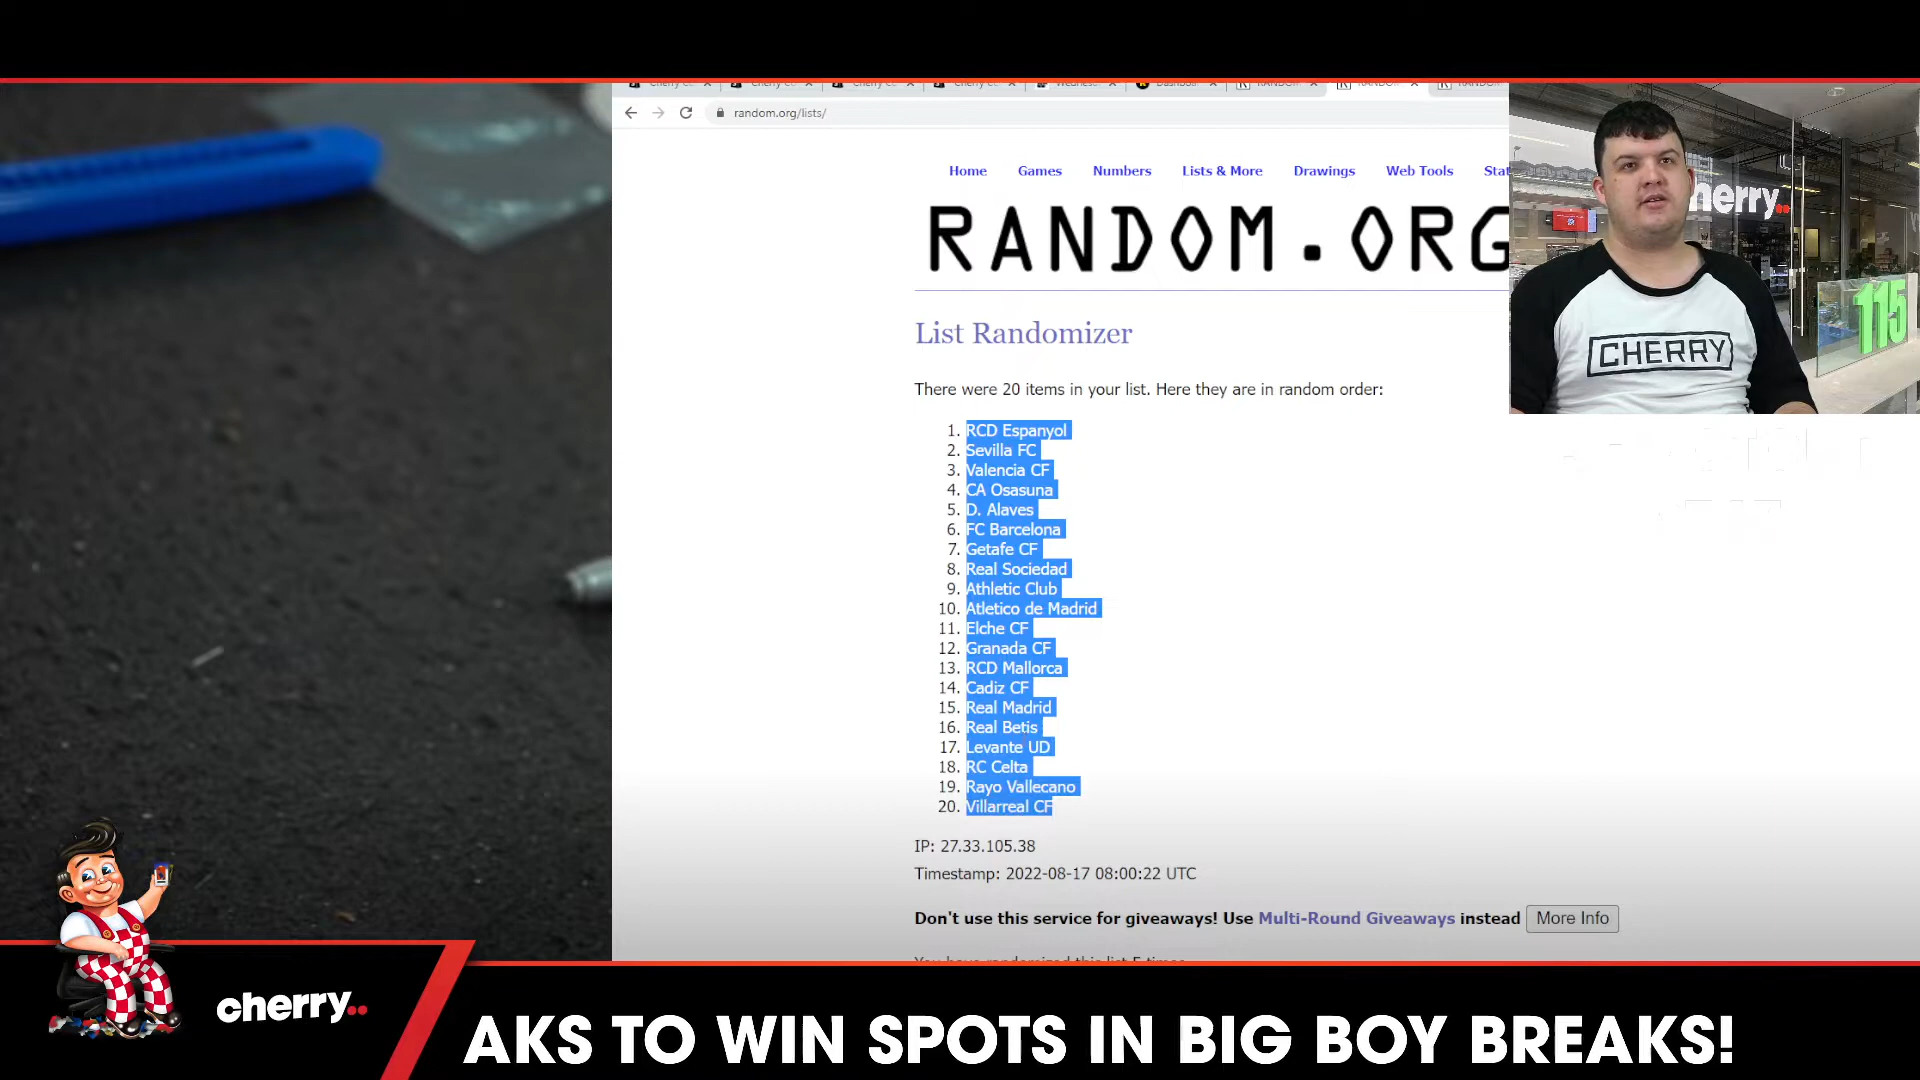 random.org/lists/
Home Games Numbers Lists & More Drawings Web Tools
RANDOM.ORG
List Randomizer
There were 20 items in your list. Here they are in random order:
1. RCD Espanyol
2. Sevilla FC
3. Valencia CF
4. CA Osasuna
5. D. Alaves
6. FC Barcelona
7. Getafe CF
8. Real Sociedad
9. Athletic Club
10. Atletico de Madrid
11. Elche CF
12. Granada CF
13. RCD Mallorca
14. Cadiz CF
15. Real Madrid
16. Real Betis
17. Levante UD
18. RC Celta
19. Rayo Vallecano
20. Villarreal CF
IP: 27.33.105.38
Timestamp: 2022-08-17 08:00:22 UTC
Don't use this service for giveaways! Use Multi-Round Giveaways instead More Info
cherry..
115
CHERRY
cherry..
AKS TO WIN SPOTS IN BIG BOY BREAKS!